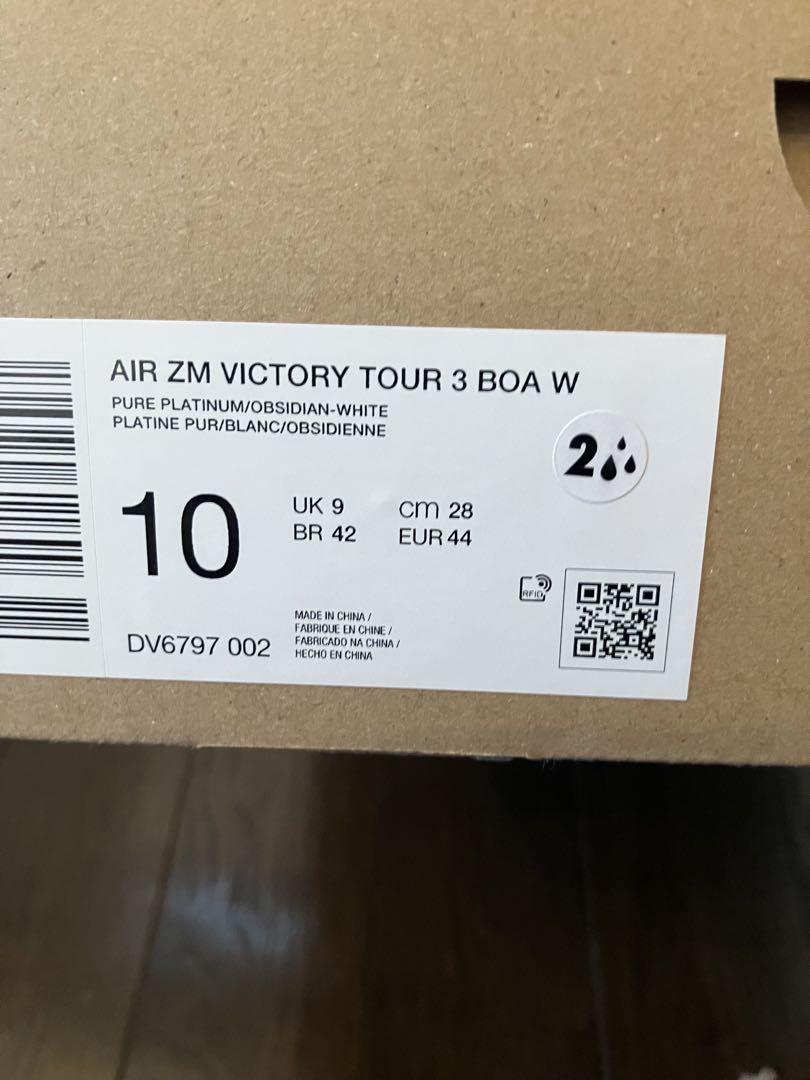 AIR ZM VICTORY TOUR 3 BOA W
PURE PLATINUM/OBSIDIAN-WHITE
PLATINE PUR/BLANC/OBSIDIENNE
2
10
UK 9 cm 28
BR 42 EUR 44
RFID
MADE IN CHINA /
FABRIQUE EN CHINE /
FABRICADO NA CHINA /
HECHO EN CHINA
DV6797 002